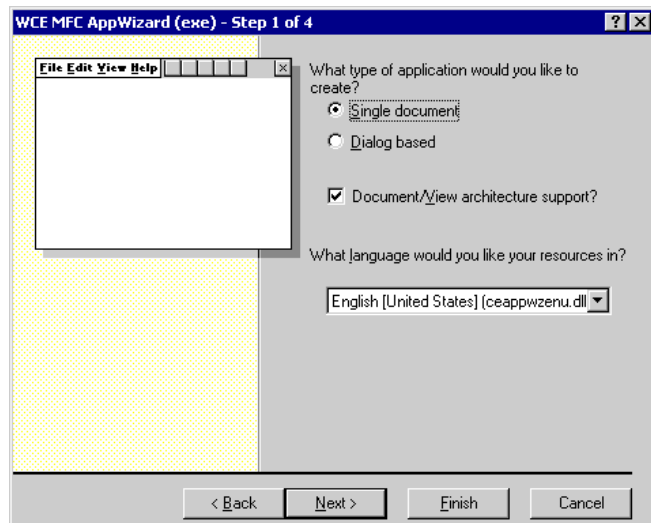 WCE MFC AppWizard (exe) - Step 1 of 4
File Edit View Help
What type of application would you like to
create?
Single document
Dialog based
Document/View architecture support?
What language would you like your resources in?
English [United States] (ceappwzenu.dll
< Back Next > Finish Cancel